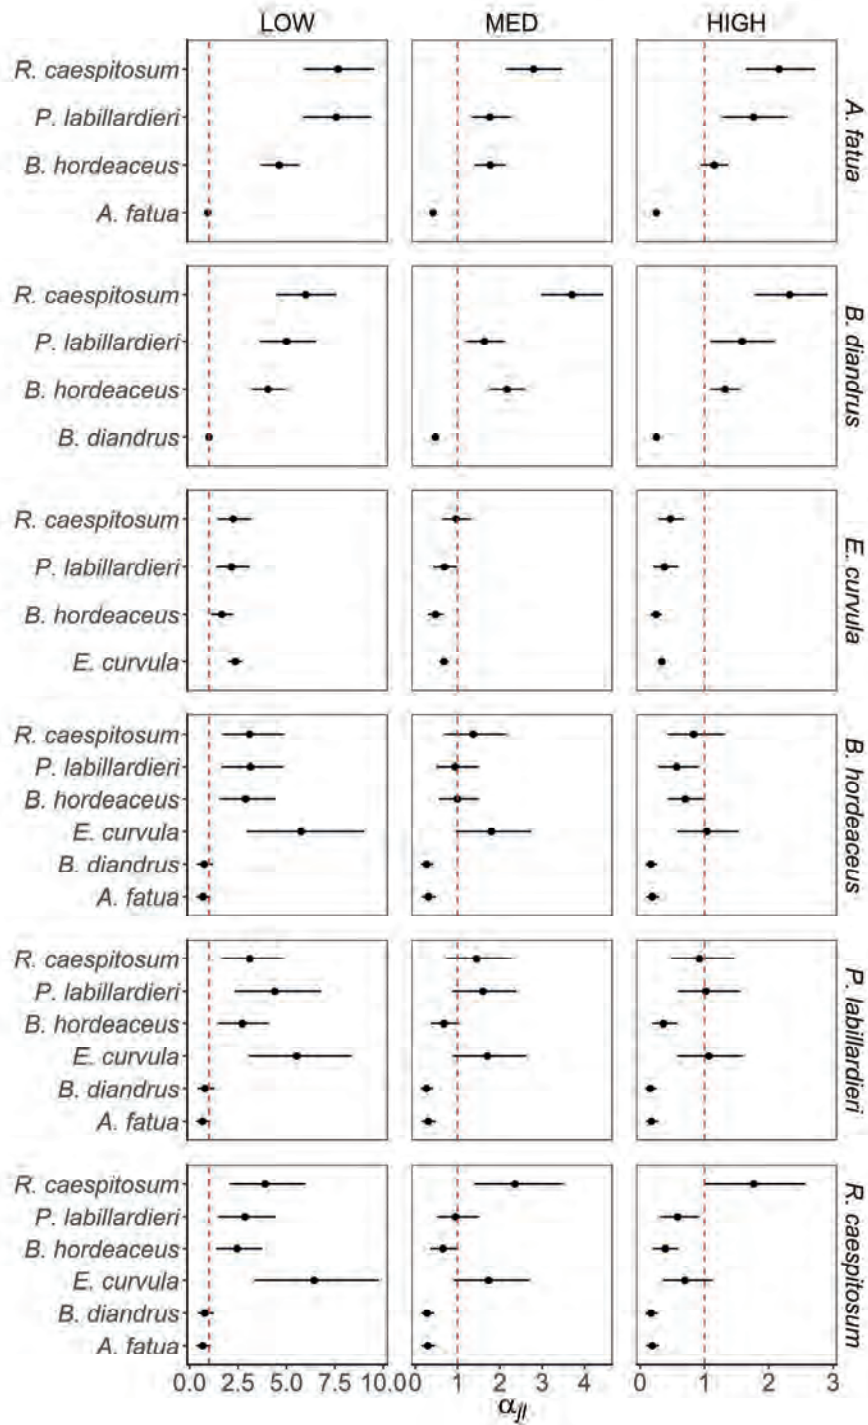 LOW MED HIGH
R. caespitosum
P. labillardieri
B. hordeaceus
A. fatua
A. fatua
R. caespitosum
P. labillardieri
B. hordeaceus
B. diandrus
B. diandrus
R. caespitosum
P. labillardieri
B. hordeaceus
E. curvula
E. curvula
R. caespitosum
P. labillardieri
B. hordeaceus
E. curvula
B. diandrus
A. fatua
B. hordeaceus
R. caespitosum
P. labillardieri
B. hordeaceus
E. curvula
B. diandrus
A. fatua
P. labillardieri
R. caespitosum
P. labillardieri
B. hordeaceus
E. curvula
B. diandrus
A. fatua
R. caespitosum
0.0 2.5 5.0 7.5 10.0 0 1 2 3 4 0 1 2 3